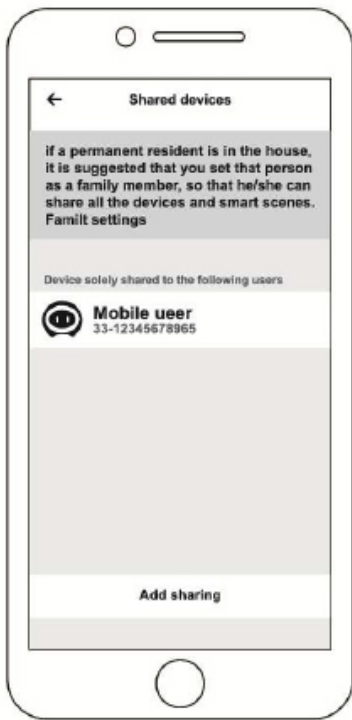 Shared devices
if a permanent resident is in the house,
it is suggested that you set that person
as a family member, so that he/she can
share all the devices and smart scenes.
Familt settings
Device solely shared to the following users
Mobile ueer
33-12345678965
Add sharing